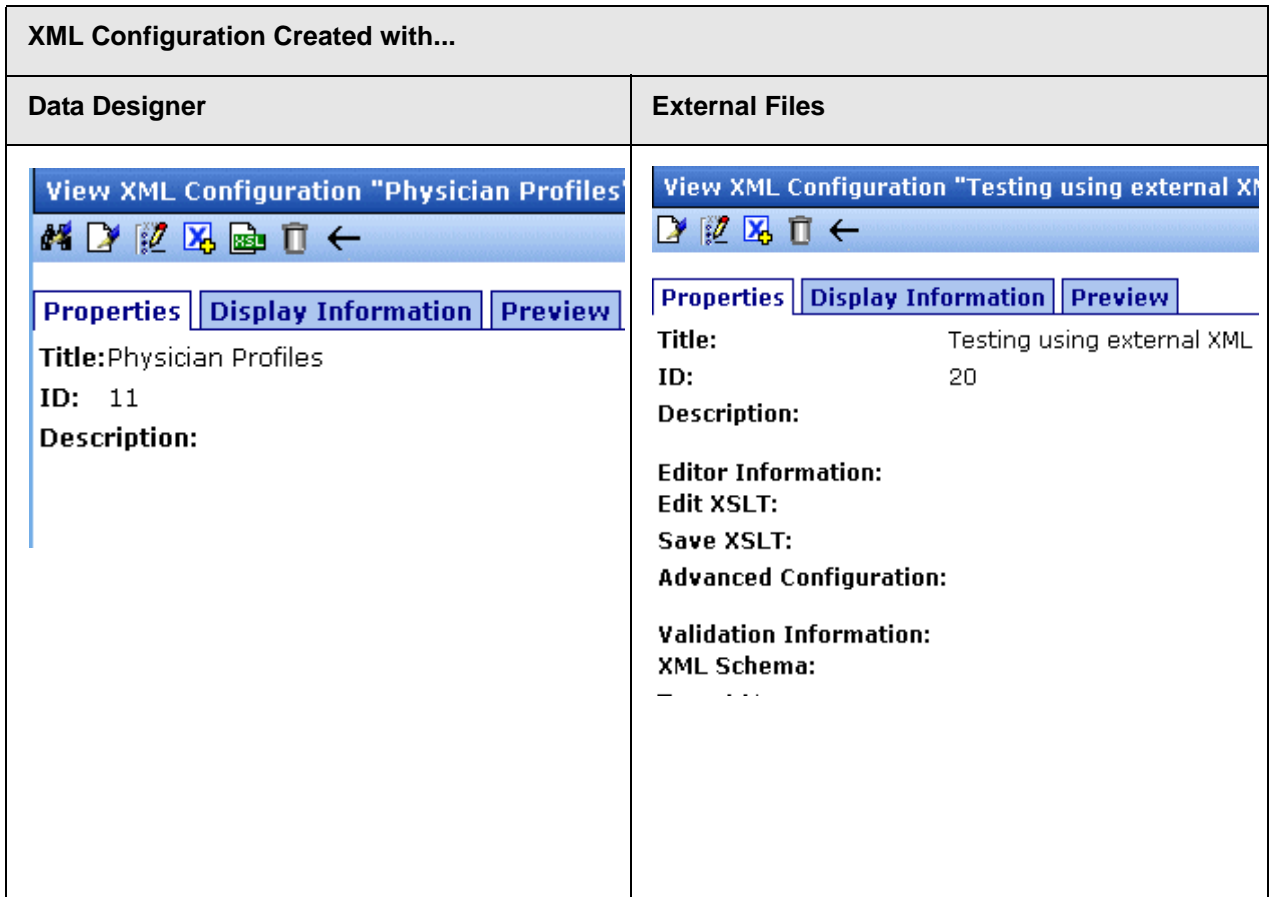 XML Configuration Created with...
Data Designer
External Files
View XML Configuration "Physician Profiles"
XSL
Properties Display Information Preview
Title: Physician Profiles
ID: 11
Description:
View XML Configuration "Testing using external
Properties Display Information Preview
Title: Testing using external XML
ID: 20
Description:
Editor Information:
Edit XSLT:
Save XSLT:
Advanced Configuration:
Validation Information:
XML Schema: